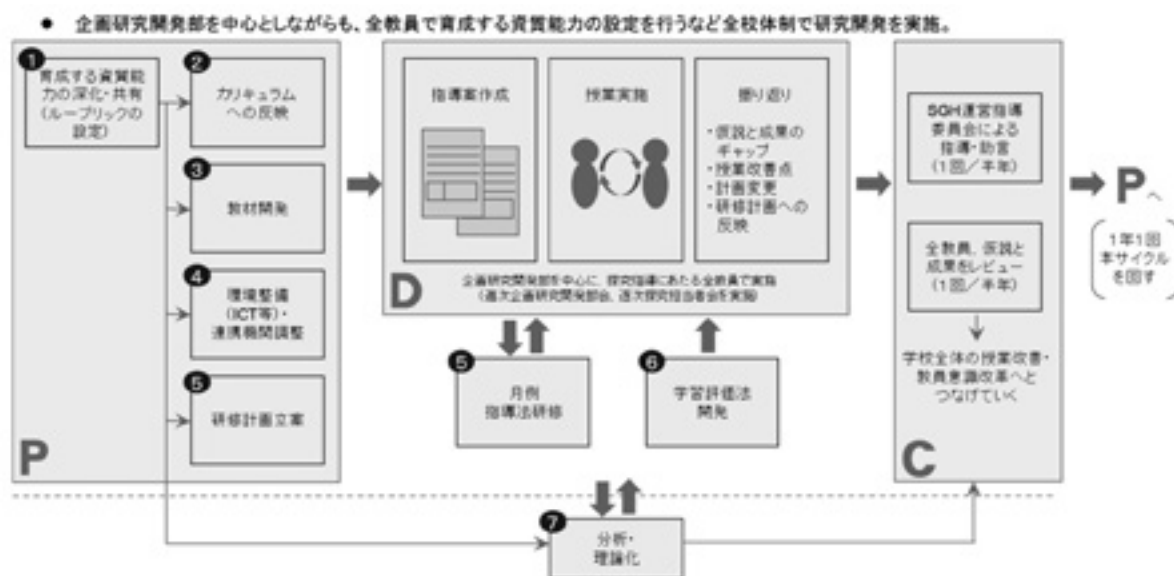 ● 企画研究開発部を中心としながらも、全教員で育成する資質能力の設定を行うなど全校体制で研究開発を実施。
1
育成する資質能
力の深化・共有
(ルーブリックの
設定)
2
カリキュラム
への反映
3
教材開発
4
環境整備
(ICT等)・
連携機関調整
5
研修計画立案
P
指導案作成
授業実施
振り返り
・仮説と成果の
ギャップ
・授業改善点
・計画変更
・研修計画への
反映
D
企画研究開発部を中心に、探究指導にあたる全教員で実施
(週次企画研究開発部会、逐次探究担当者会を実施)
5
月例
指導法研修
6
学習評価法
開発
SGH運営指導
委員会による
指導・助言
(1回/半年)
全教員、仮説と
成果をレビュー
(1回/半年)
学校全体の授業改善・
教員意識改革へと
つなげていく
C
Pへ
1年1回
本サイクル
を回す
7
分析・
理論化